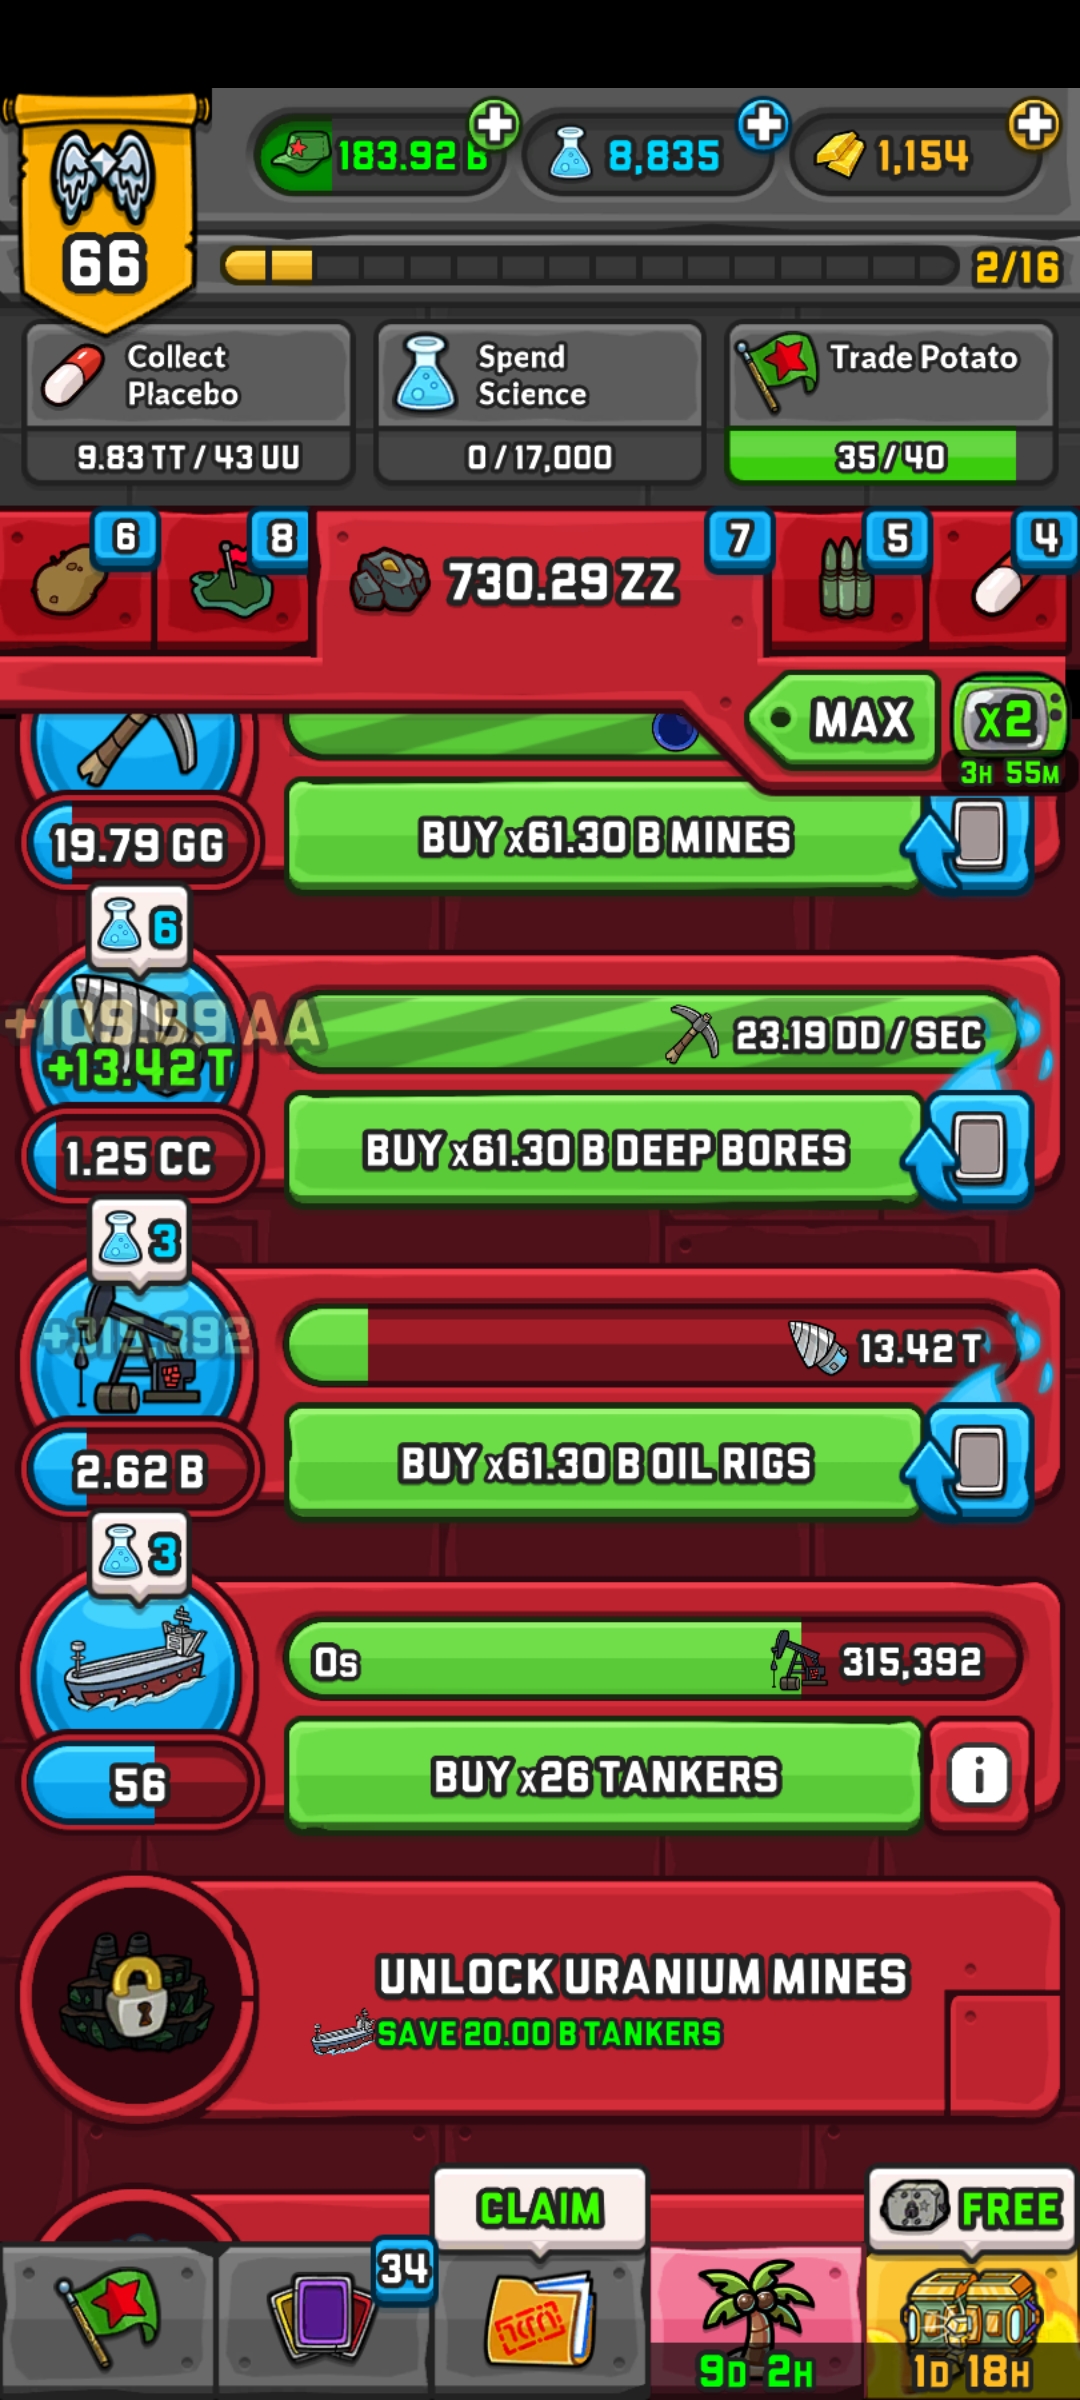 183.92 B
8,835
1,154
66
2/16
Collect
Placebo
9.83 TT / 43 UU
Spend
Science
0 / 17,000
Trade Potato
35 / 40
6
8
730.29 ZZ
7
5
4
MAX
x2
3H 55M
19.79 GG
BUY x61.30 B MINES
6
+109.89 AA
+13.42 T
23.19 DD / SEC
1.25 CC
BUY x61.30 B DEEP BORES
3
+315,392
13.42 T
2.62 B
BUY x61.30 B OIL RIGS
3
0s
315,392
56
BUY x26 TANKERS
i
UNLOCK URANIUM MINES
SAVE 20.00 B TANKERS
CLAIM
FREE
34
9D 2H
1D 18H